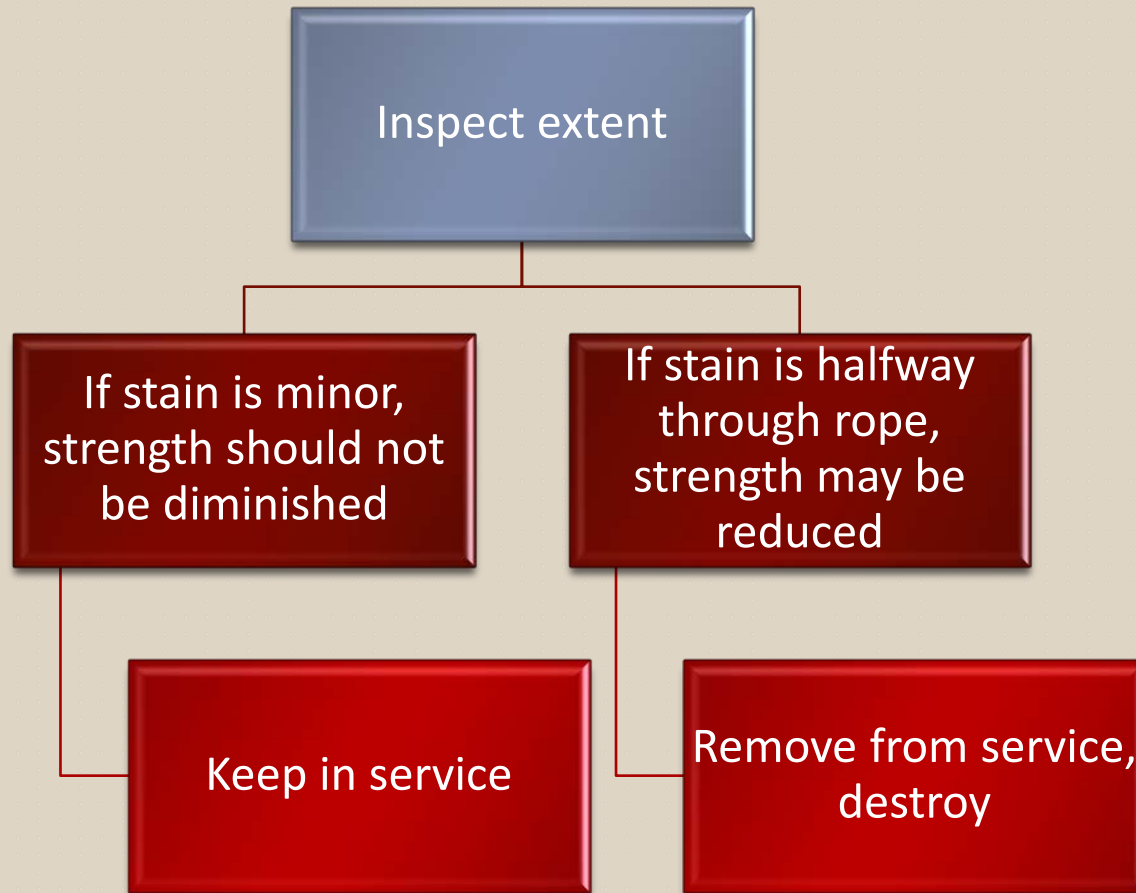 Inspect extent
If stain is minor,
strength should not
be diminished
If stain is halfway
through rope,
strength may be
reduced
Keep in service
Remove from service,
destroy